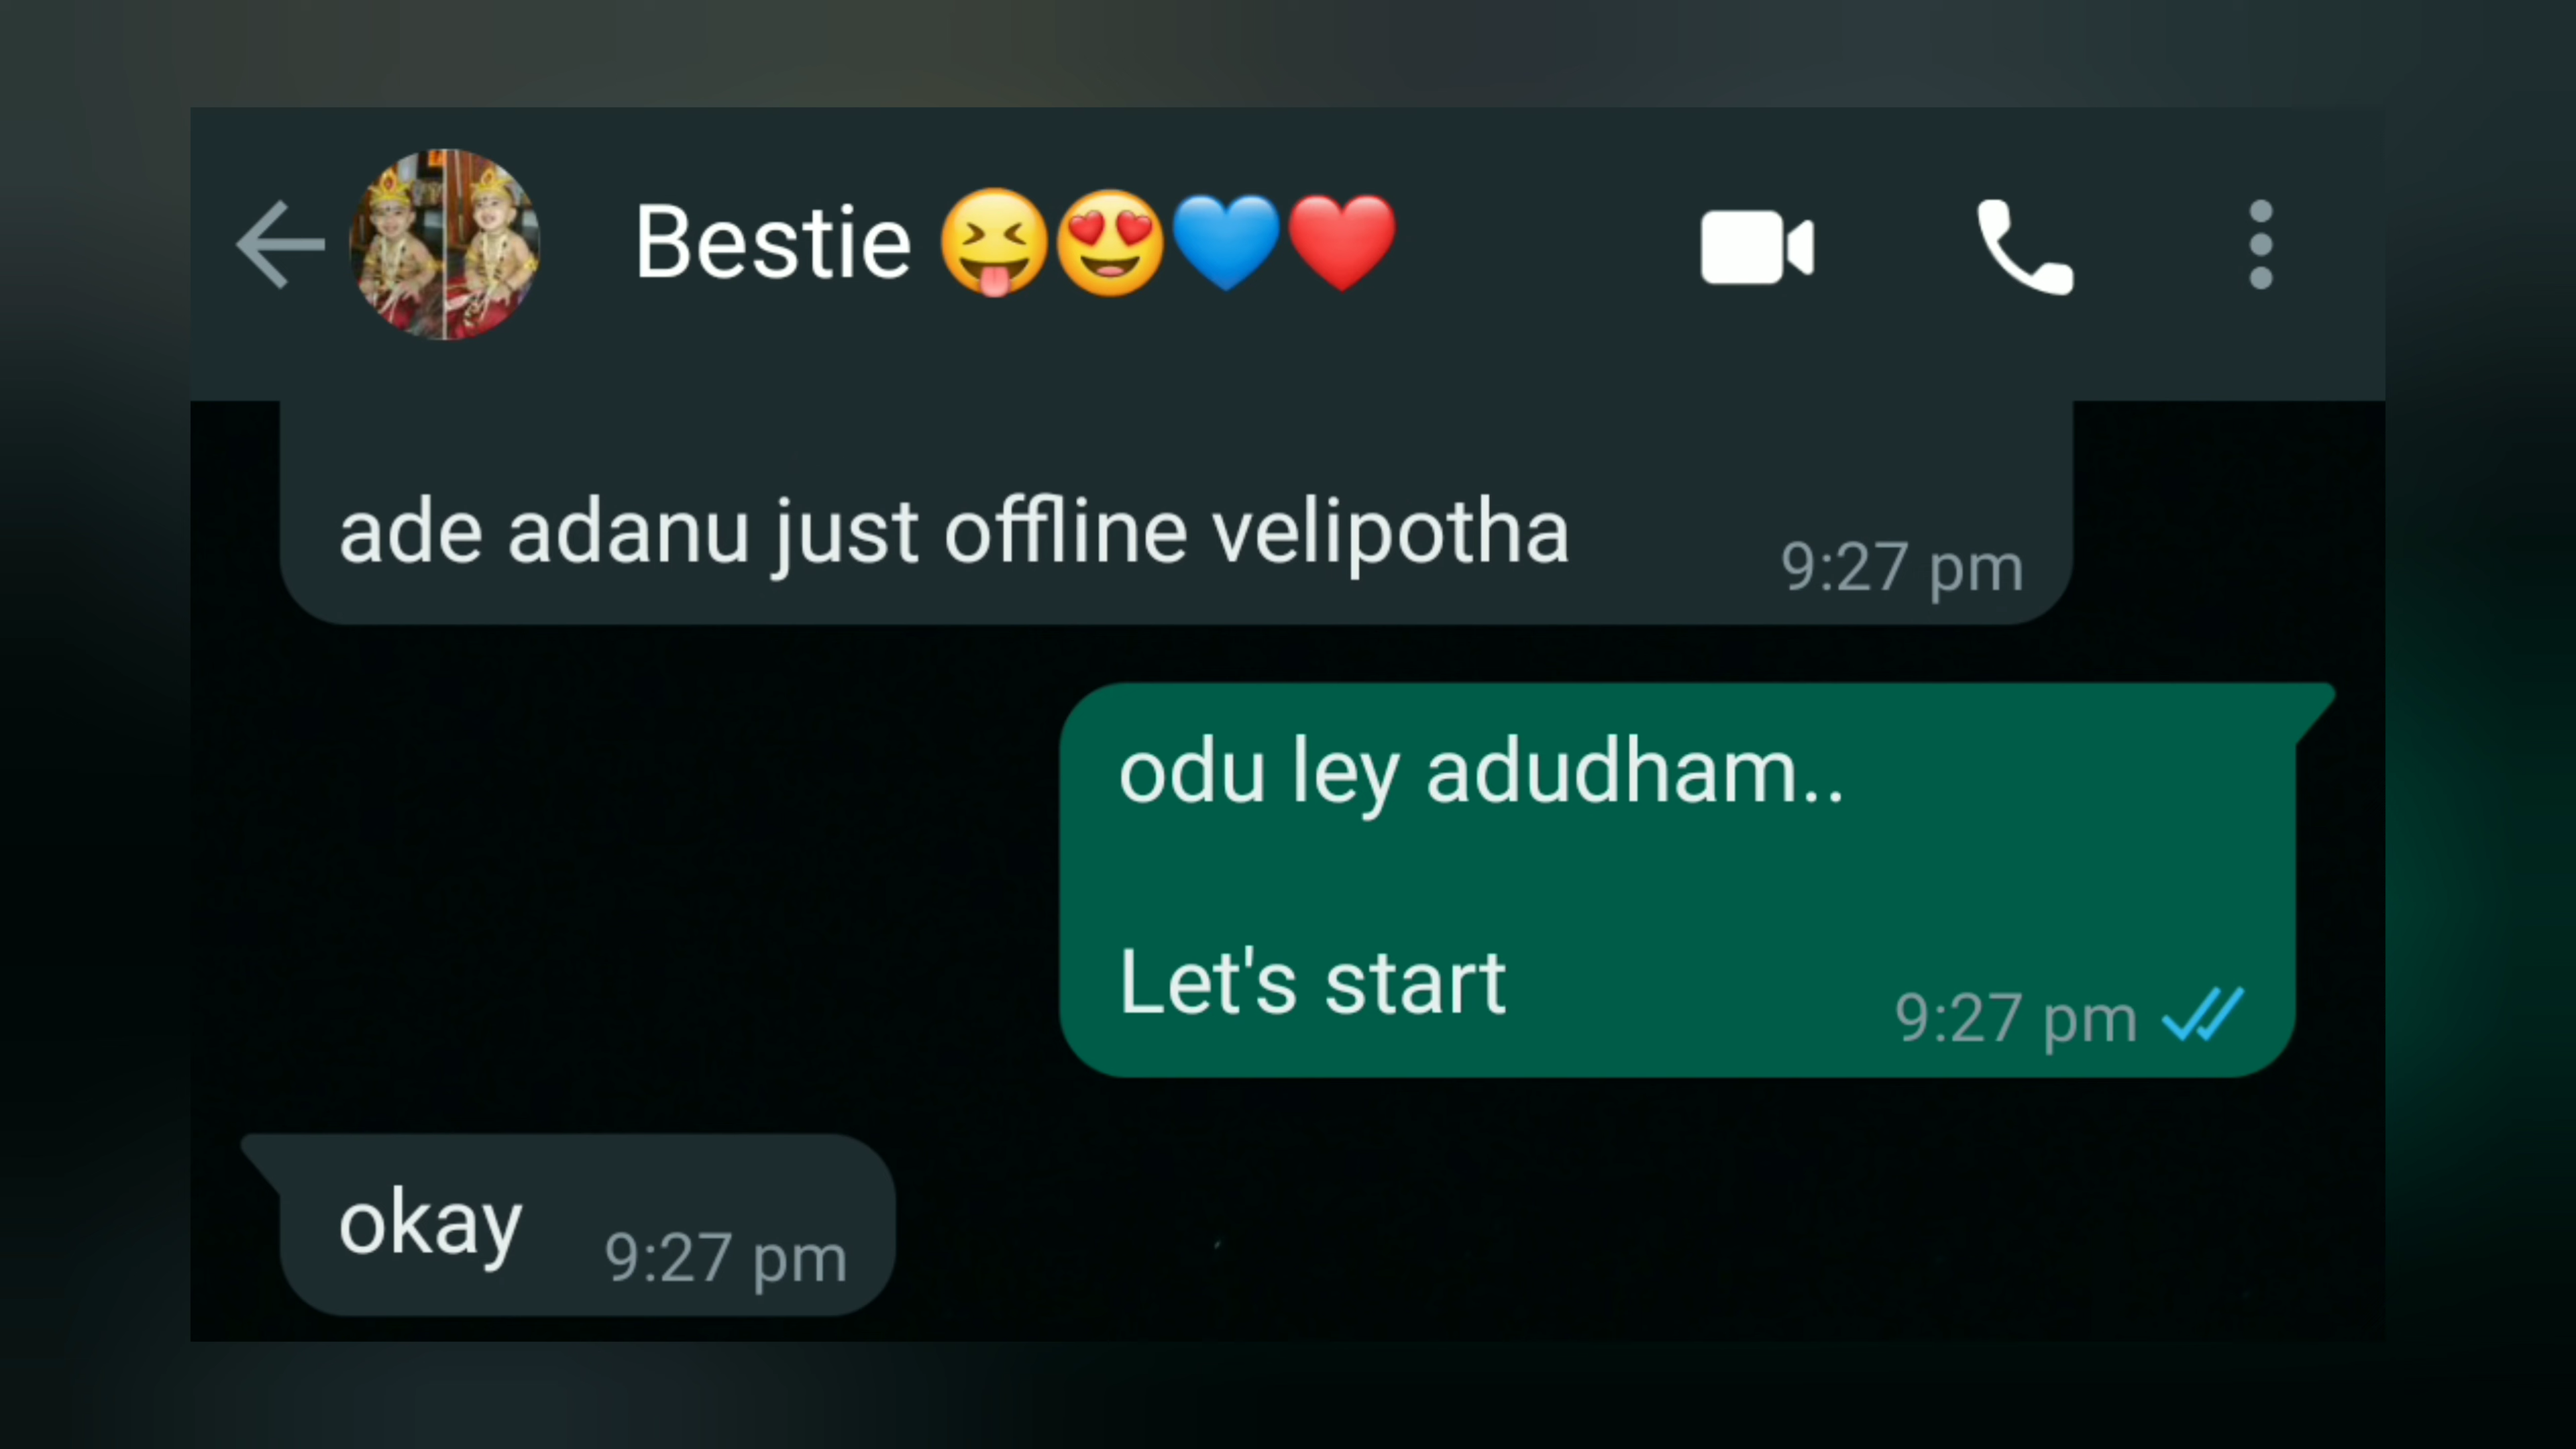 Bestie 😝😍💙❤️
ade adanu just offline velipotha
9:27 pm
odu ley adudham..
Let's start
9:27 pm
okay
9:27 pm